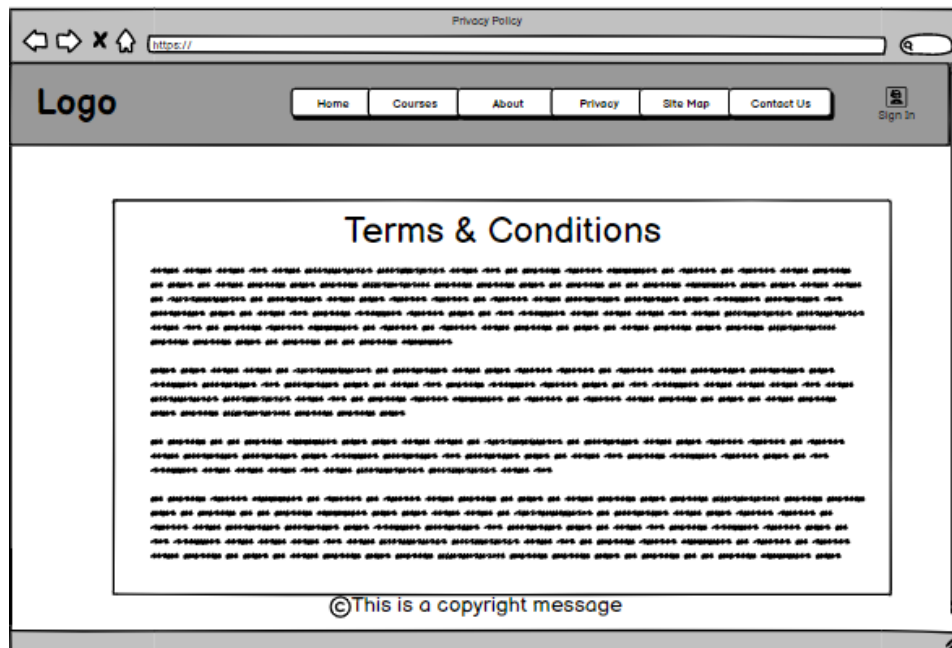 Privacy Policy
https://
Logo
Home Courses About Privacy Site Map Contact Us
Sign In
Terms & Conditions
©This is a copyright message